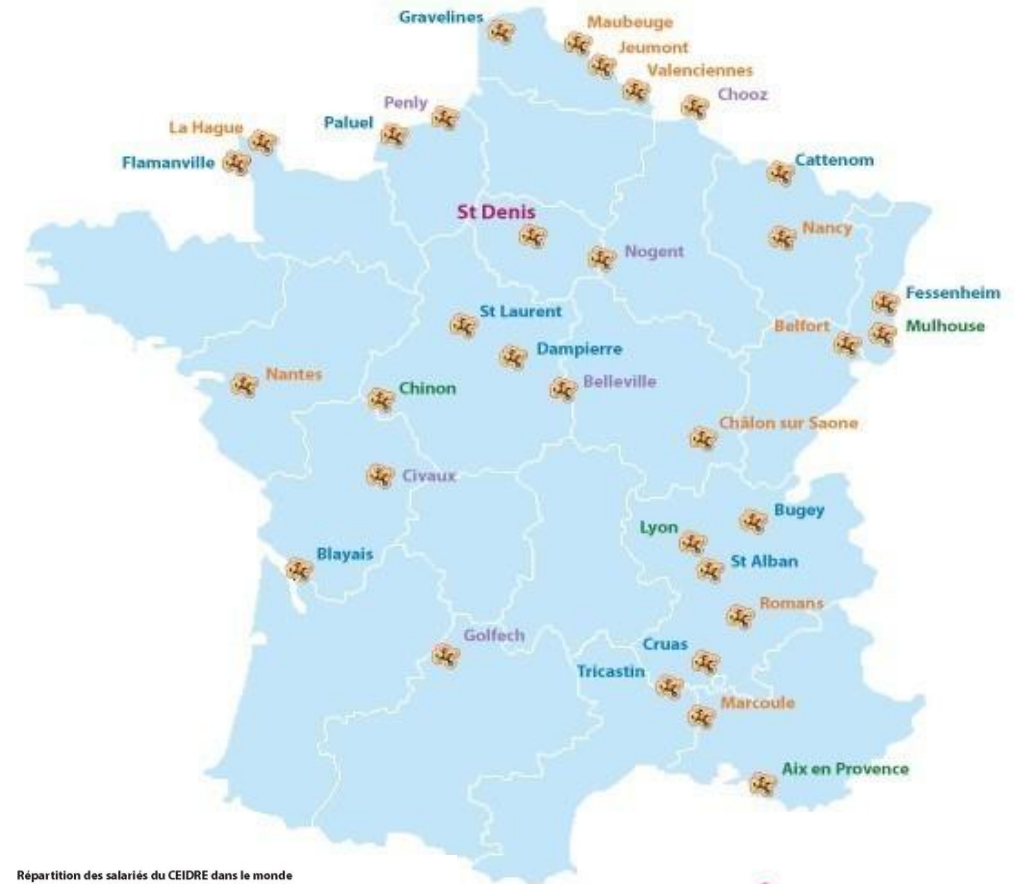 Gravelines
Maubeuge
Jeumont
Valenciennes
Chooz
Penly
Paluel
La Hague
Flamanville
Cattenom
St Denis
Nancy
Nogent
Fessenheim
St Laurent
Belfort
Mulhouse
Dampierre
Nantes
Belleville
Chinon
Châlon sur Saone
Civaux
Bugey
Lyon
Blayais
St Alban
Romans
Golfech
Cruas
Tricastin
Marcoule
Aix en Provence
Répartition des salariés du CEIDRE dans le monde